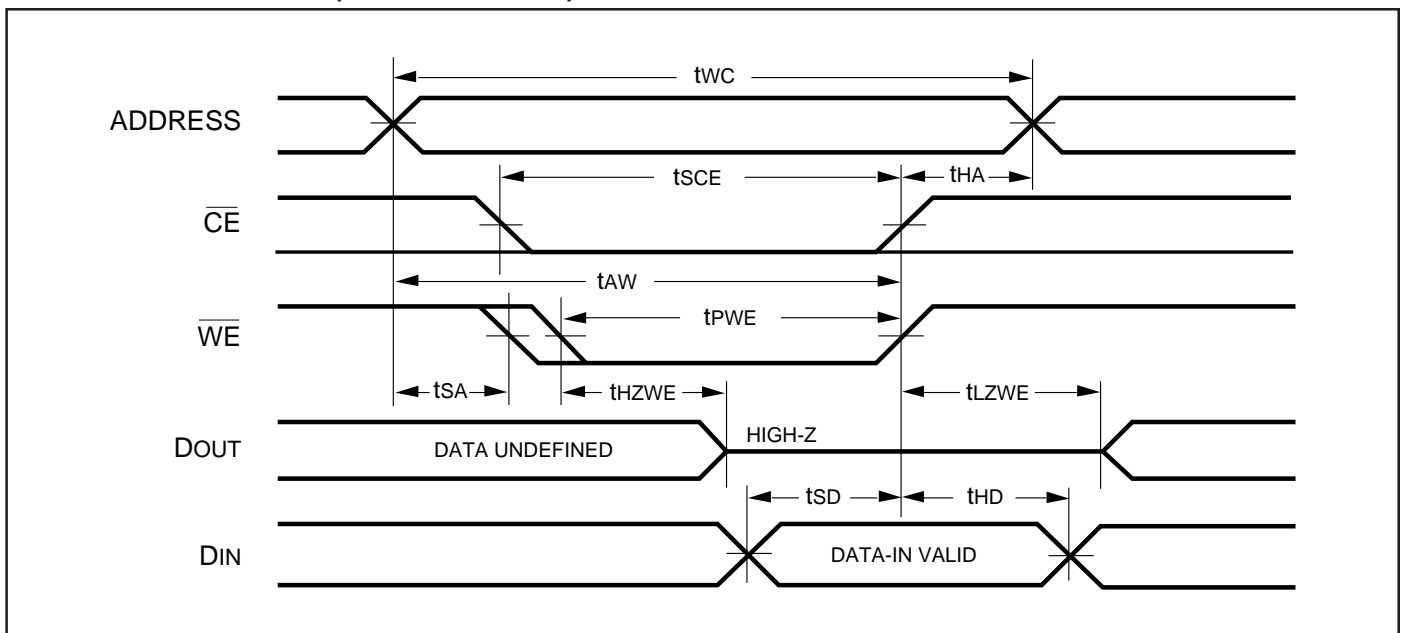 tWC
ADDRESS
tSCE
tHA
CE
tAW
tPWE
WE
tSA
tHZWE
tLZWE
DOUT
DATA UNDEFINED
HIGH-Z
tSD
tHD
DIN
DATA-IN VALID